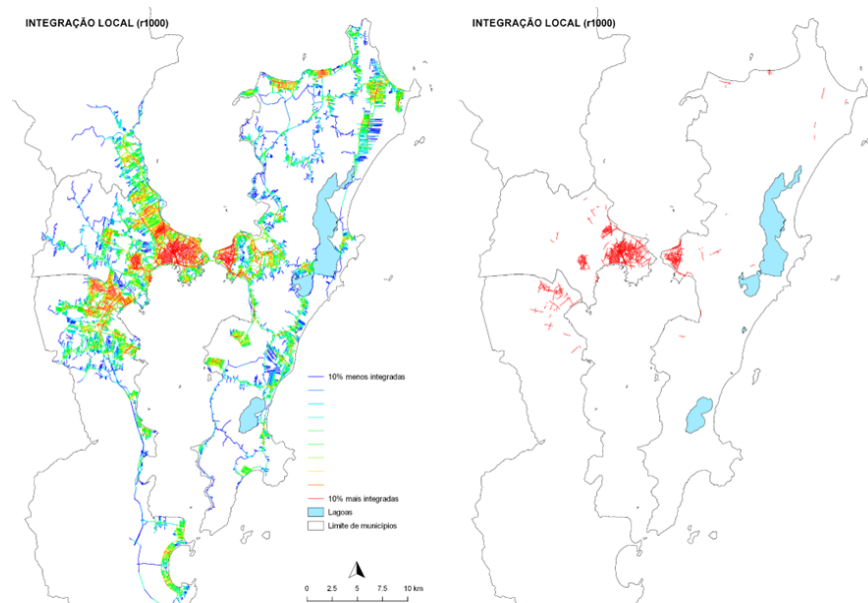 INTEGRAÇÃO LOCAL (r1000)
10% menos integradas
10% mais integradas
Lagoas
Limite de municípios
0 2.5 5 7.5 10 km
INTEGRAÇÃO LOCAL (r1000)